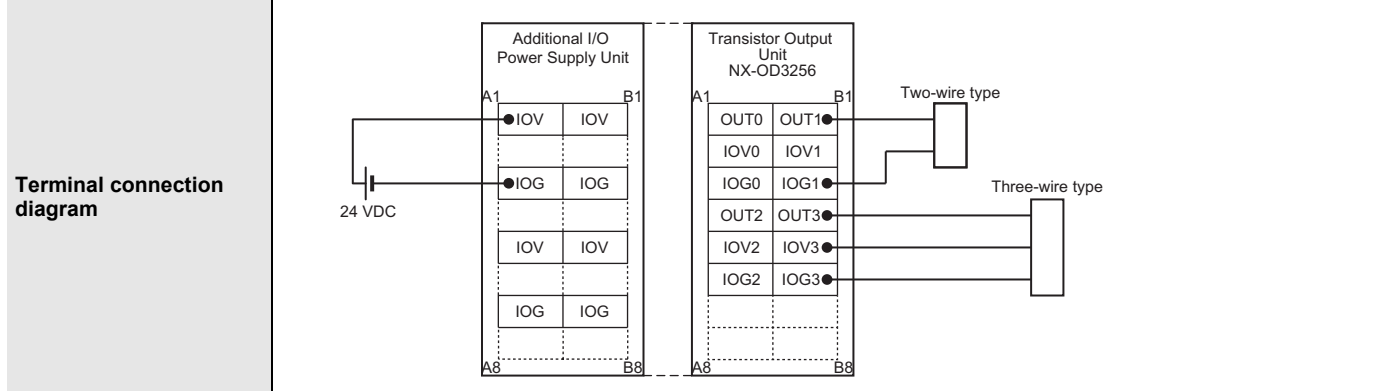 Terminal connection
diagram
24 VDC
Additional I/O
Power Supply Unit
A1 B1
IOV IOV
IOG IOG
IOV IOV
IOG IOG
A8 B8
Transistor Output
Unit
NX-OD3256
A1 B1
OUT0 OUT1
IOV0 IOV1
IOG0 IOG1
OUT2 OUT3
IOV2 IOV3
IOG2 IOG3
A8 B8
Two-wire type
Three-wire type